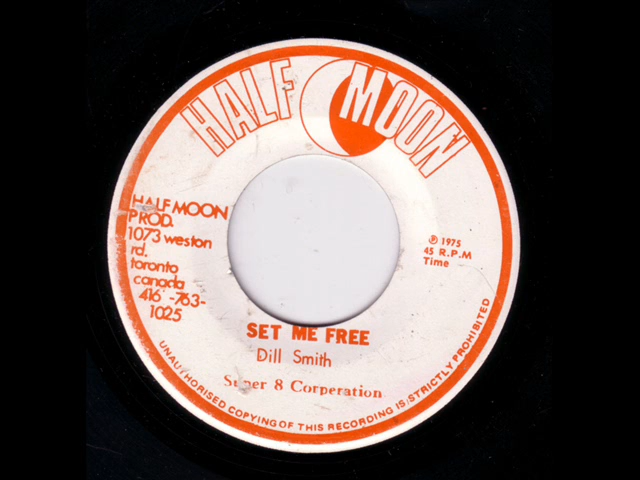 HALF MOON
HALF MOON
PROD.
1073 weston
rd.
toronto
canada
416 -763-
1025
℗ 1975
45 R.P.M
Time
SET ME FREE
Dill Smith
Super 8 Corperation
UNAUTHORISED COPYING OF THIS RECORDING IS STRICTLY PROHIBITED